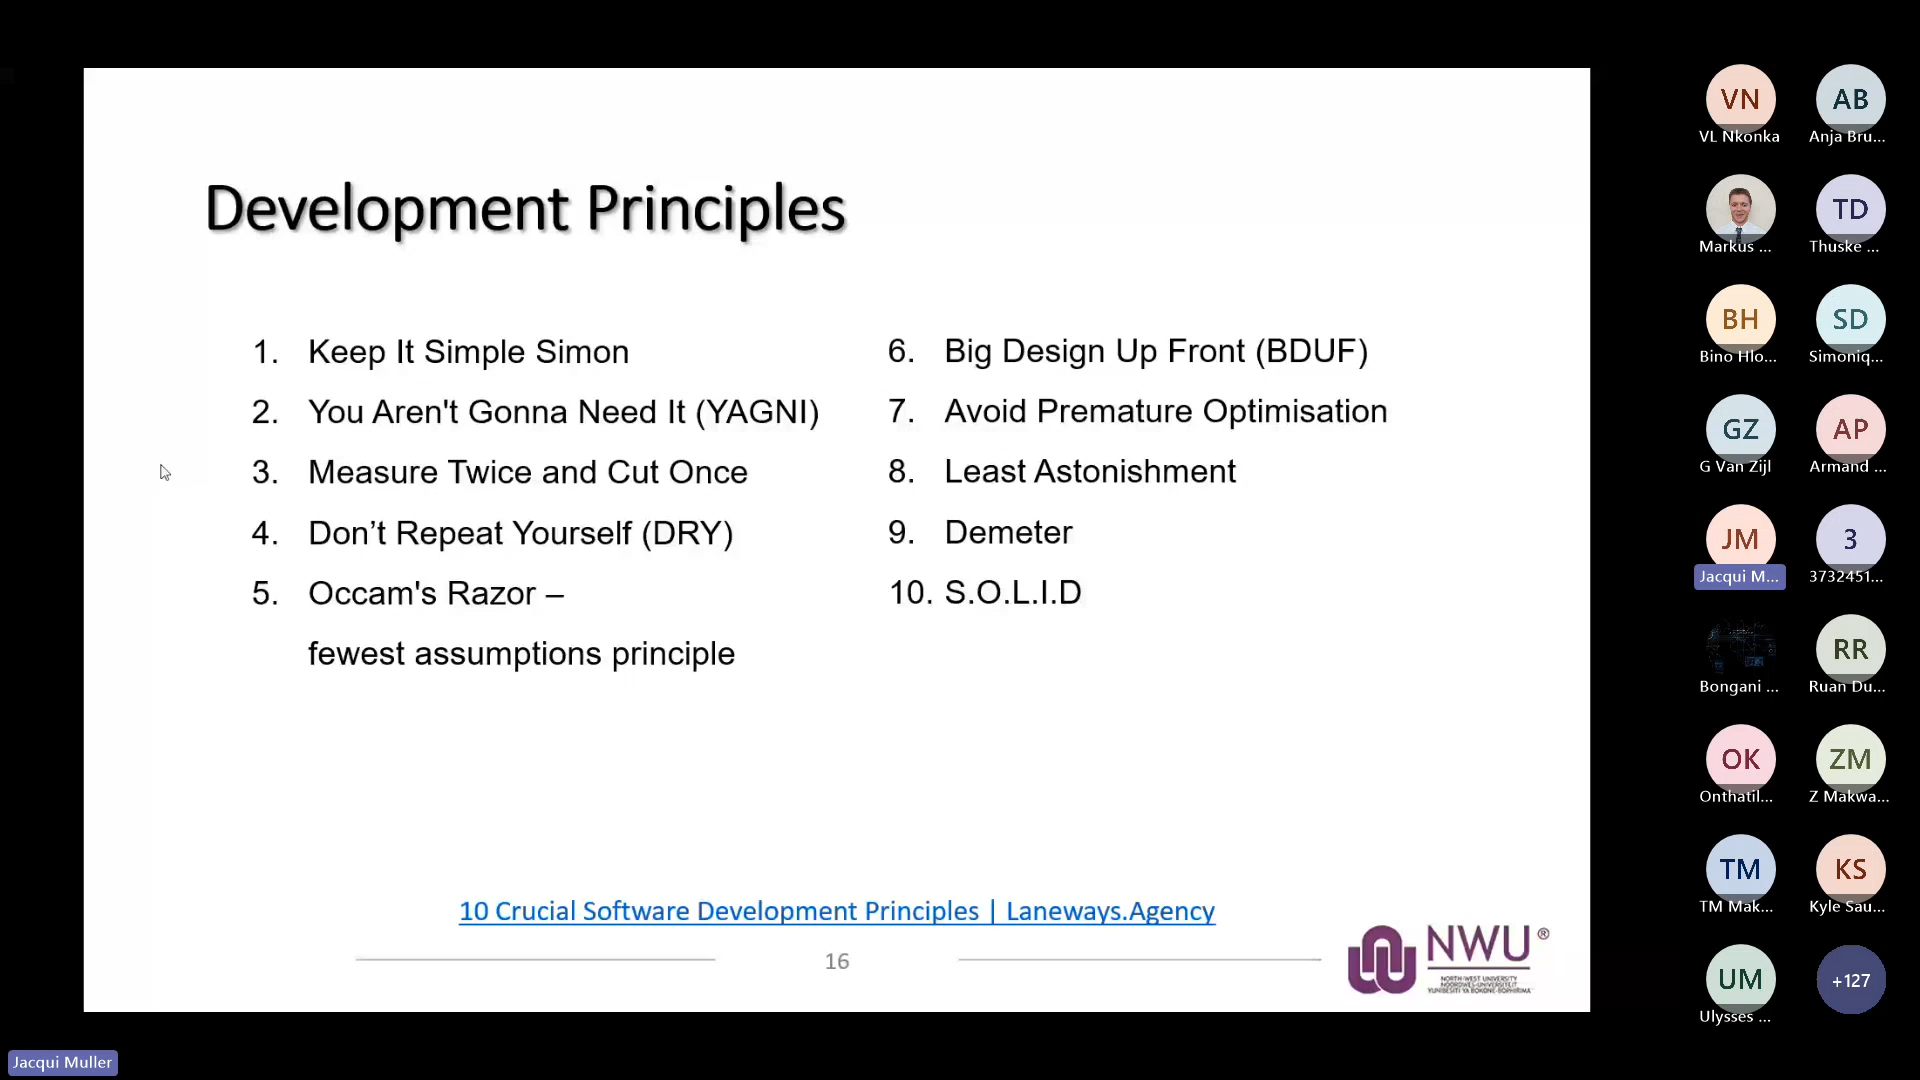 Development Principles
1. Keep It Simple Simon
2. You Aren't Gonna Need It (YAGNI)
3. Measure Twice and Cut Once
4. Don’t Repeat Yourself (DRY)
5. Occam's Razor –
fewest assumptions principle
6. Big Design Up Front (BDUF)
7. Avoid Premature Optimisation
8. Least Astonishment
9. Demeter
10. S.O.L.I.D
10 Crucial Software Development Principles | Laneways.Agency
16
NWU®
NORTH-WEST UNIVERSITY
NOORDWES-UNIVERSITEIT
YUNIBESITI YA BOKONE-BOPHIRIMA
VN
VL Nkonka
AB
Anja Bru...
Markus ...
TD
Thuske ...
BH
Bino Hlo...
SD
Simoniq...
GZ
G Van Zijl
AP
Armand ...
JM
Jacqui M...
3
3732451...
Bongani ...
RR
Ruan Du...
OK
Onthatil...
ZM
Z Makwa...
TM
TM Mak...
KS
Kyle Sau...
UM
Ulysses ...
+127
Jacqui Muller